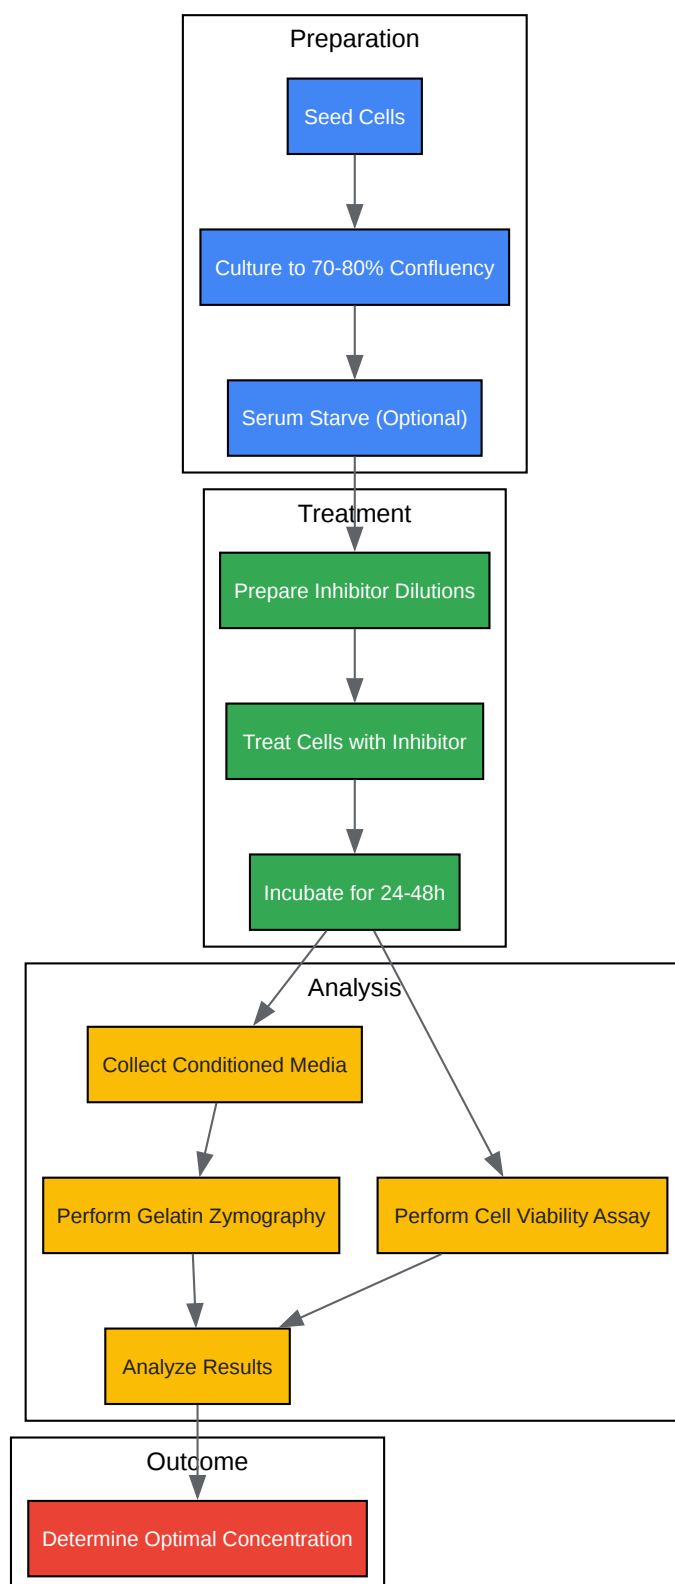 Preparation
Seed Cells
Culture to 70-80% Confluency
Serum Starve (Optional)
Treatment
Prepare Inhibitor Dilutions
Treat Cells with Inhibitor
Incubate for 24-48h
Analysis
Collect Conditioned Media
Perform Gelatin Zymography
Perform Cell Viability Assay
Analyze Results
Outcome
Determine Optimal Concentration